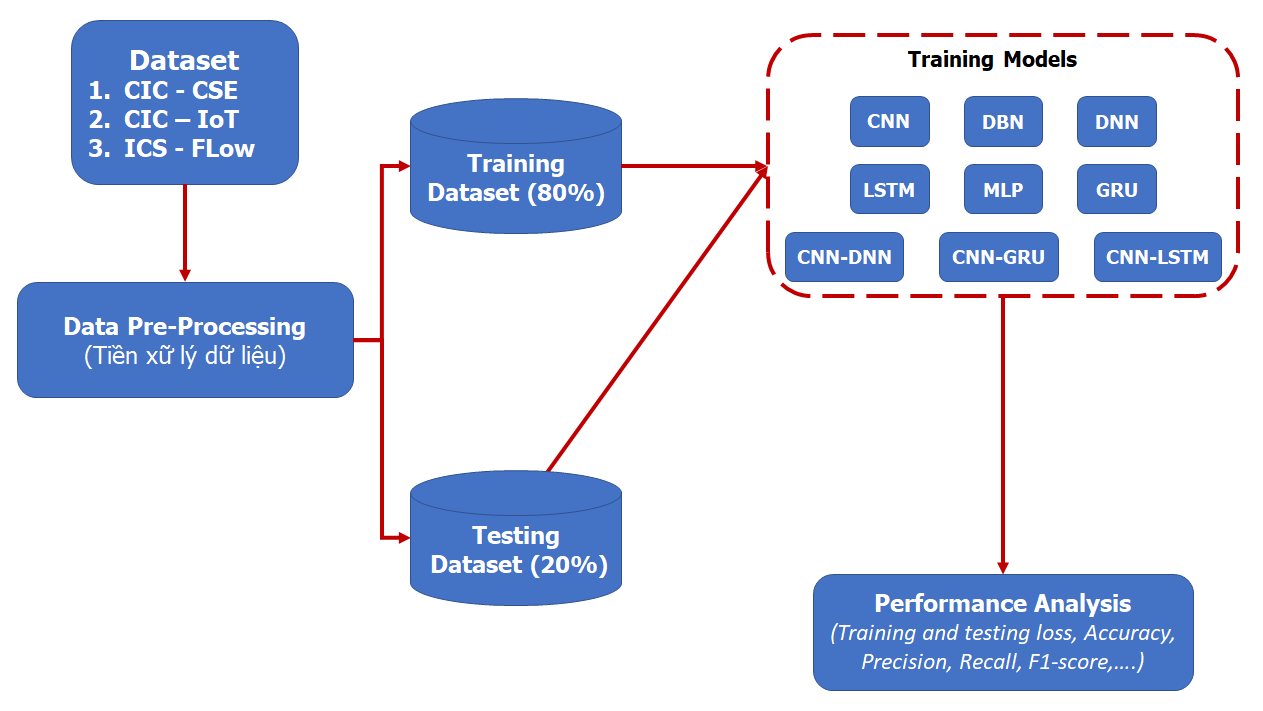 Dataset
1. CIC - CSE
2. CIC – IoT
3. ICS - FLow
Data Pre-Processing
(Tiền xữ lý dữ liệu)
Training
Dataset (80%)
Testing
Dataset (20%)
Training Models
CNN
DBN
DNN
LSTM
MLP
GRU
CNN-DNN
CNN-GRU
CNN-LSTM
Performance Analysis
(Training and testing loss, Accuracy,
Precision, Recall, F1-score,....)